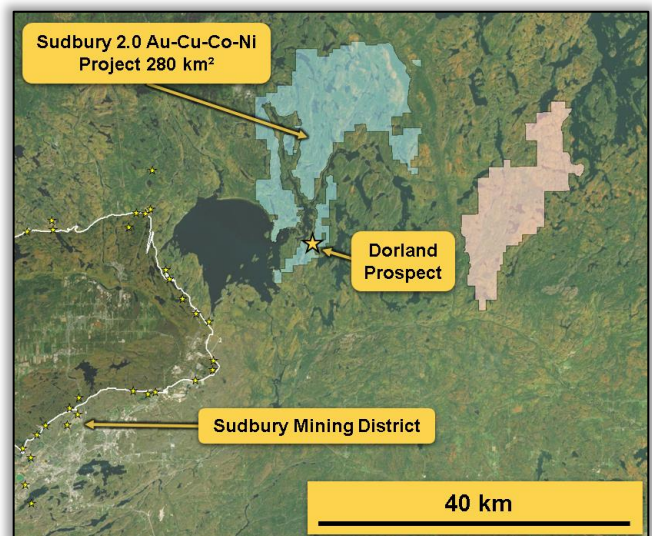 Sudbury 2.0 Au-Cu-Co-Ni
Project 280 km²
Dorland
Prospect
Sudbury Mining District
40 km